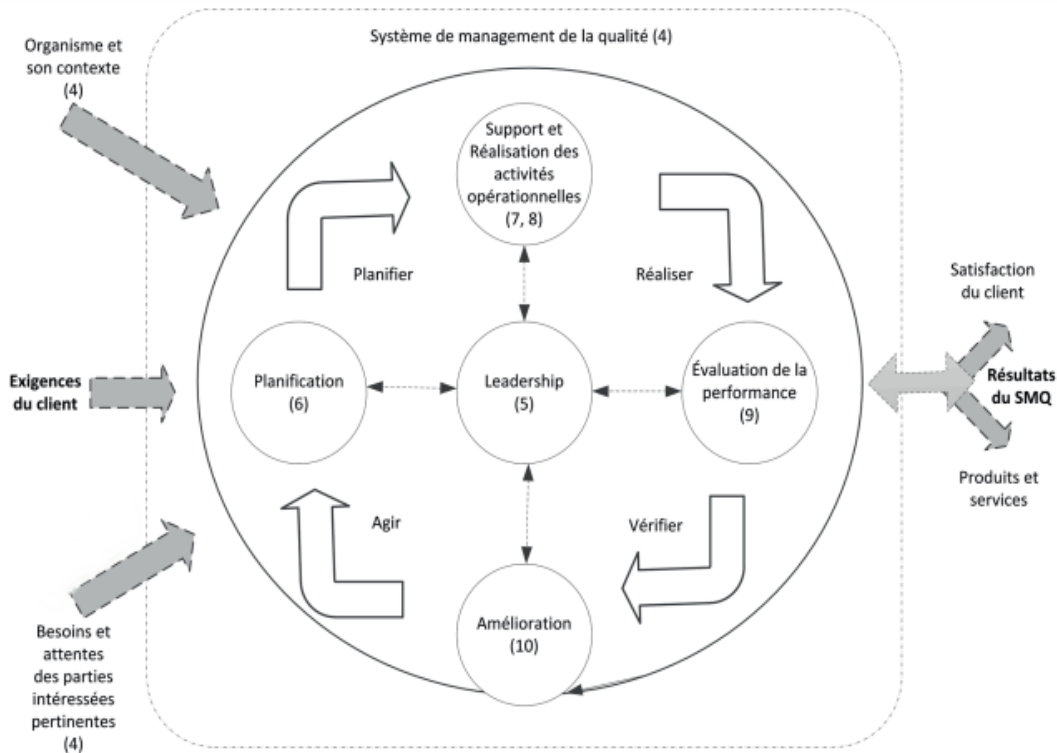 Système de management de la qualité (4)
Organisme et
son contexte
(4)
Support et
Réalisation des
activités
opérationnelles
(7, 8)
Planifier
Réaliser
Satisfaction
du client
Exigences
du client
Planification
(6)
Leadership
(5)
Évaluation de la
performance
(9)
Résultats
du SMQ
Produits et
services
Agir
Vérifier
Amélioration
(10)
Besoins et
attentes
des parties
intéressées
pertinentes
(4)